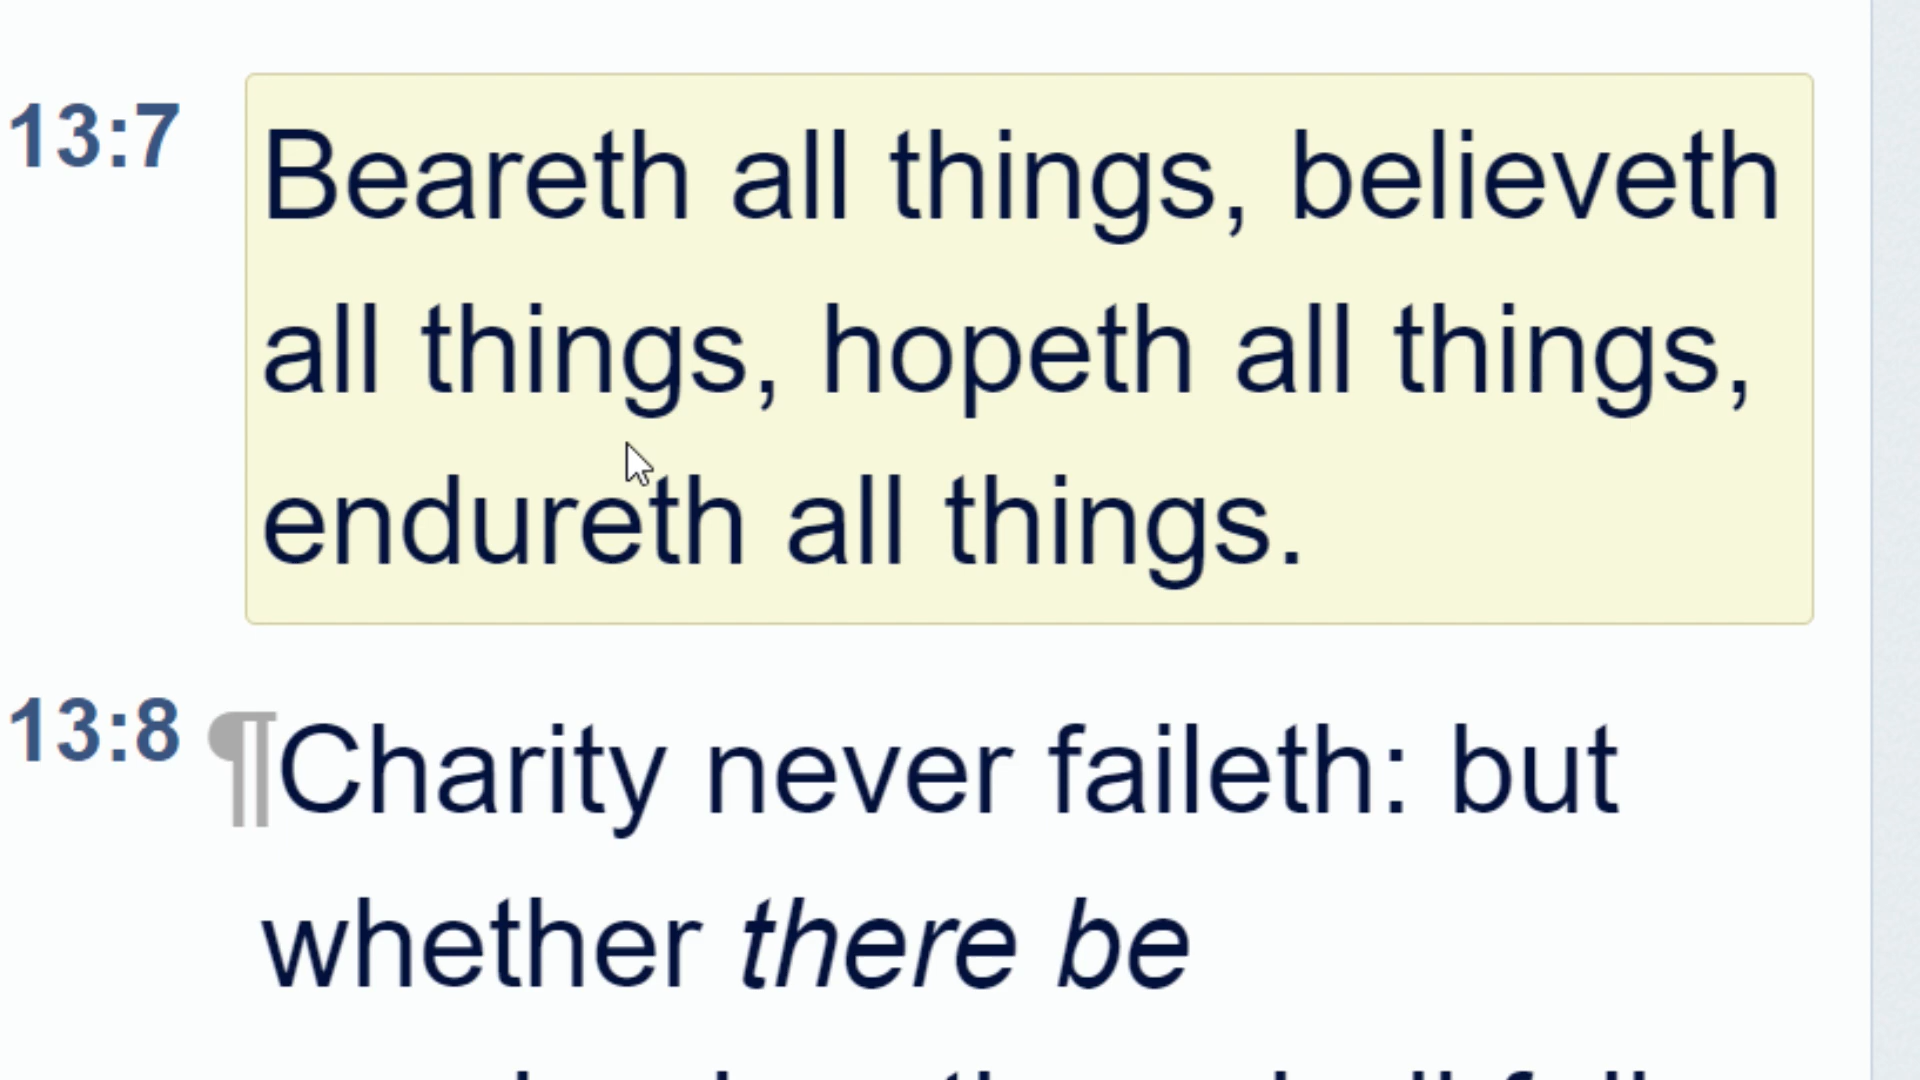 13:7 Beareth all things, believeth
all things, hopeth all things,
endureth all things.
13:8 ¶Charity never faileth: but
whether there be